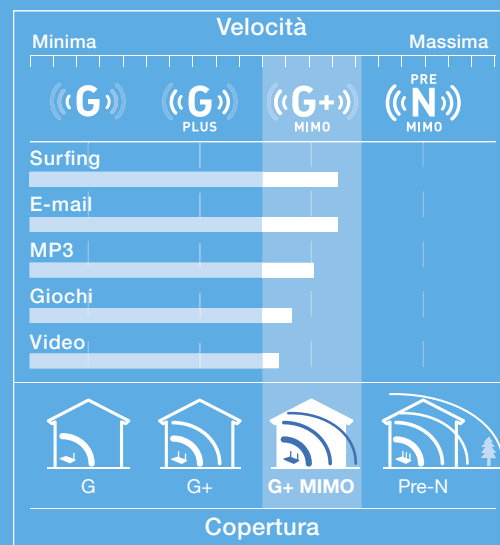 Velocità
Minima Massima
G
G PLUS
G+ MIMO
PRE N MIMO
Surfing
E-mail
MP3
Giochi
Video
G G+ G+ MIMO Pre-N
Copertura